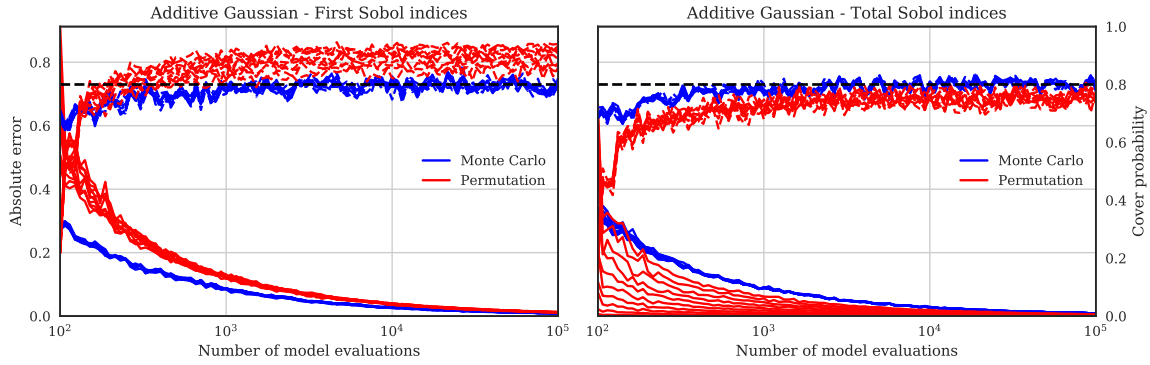 Additive Gaussian - First Sobol indices
Absolute error
0.8
0.6
0.4
0.2
0.0
Monte Carlo
Permutation
10²
10³
10⁴
10⁵
Number of model evaluations
Additive Gaussian - Total Sobol indices
Monte Carlo
Permutation
1.0
0.8
0.6
0.4
0.2
0.0
Cover probability
10²
10³
10⁴
10⁵
Number of model evaluations